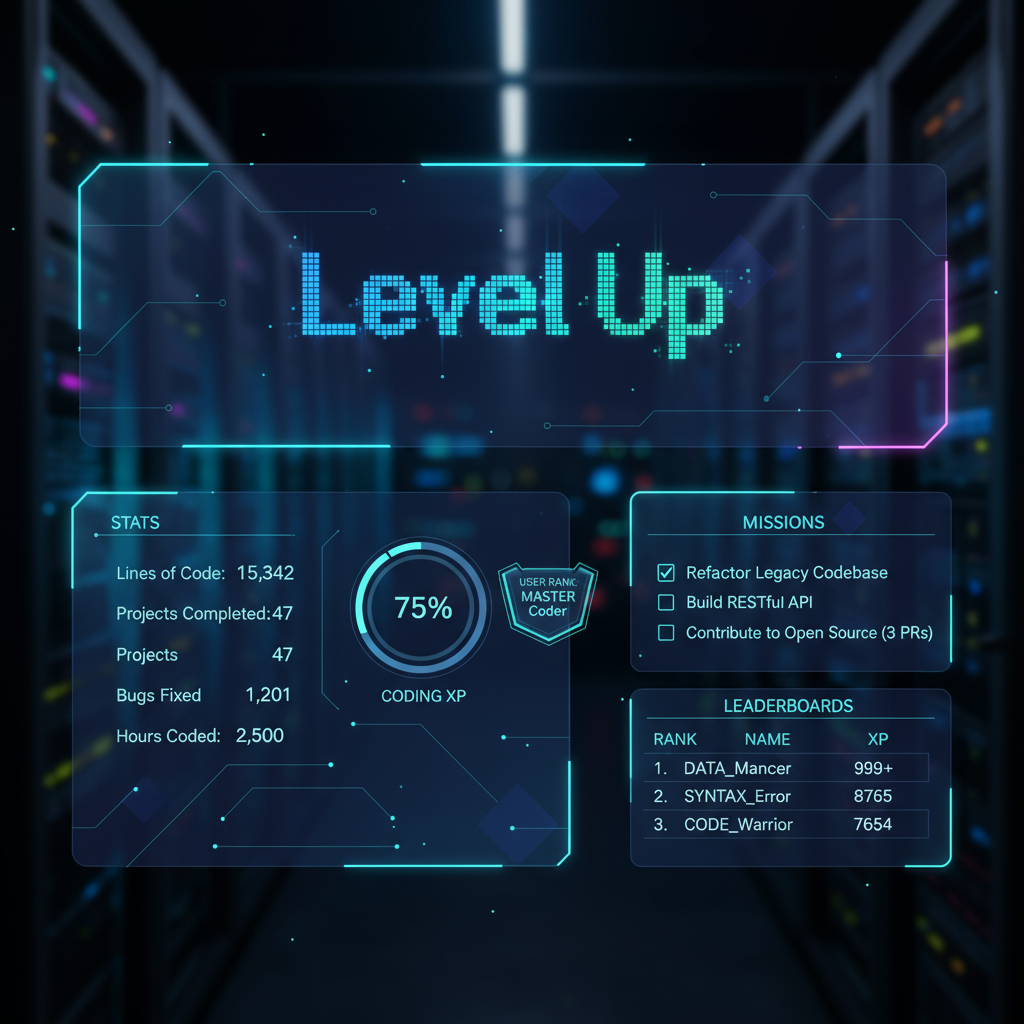 Level Up
STATS
Lines of Code: 15,342
Projects Completed: 47
Projects 47
Bugs Fixed 1,201
Hours Coded: 2,500
75%
CODING XP
USER RANK:
MASTER
Coder
MISSIONS
Refactor Legacy Codebase
Build RESTful API
Contribute to Open Source (3 PRs)
LEADERBOARDS
RANK NAME XP
1. DATA_Mancer 999+
2. SYNTAX_Error 8765
3. CODE_Warrior 7654